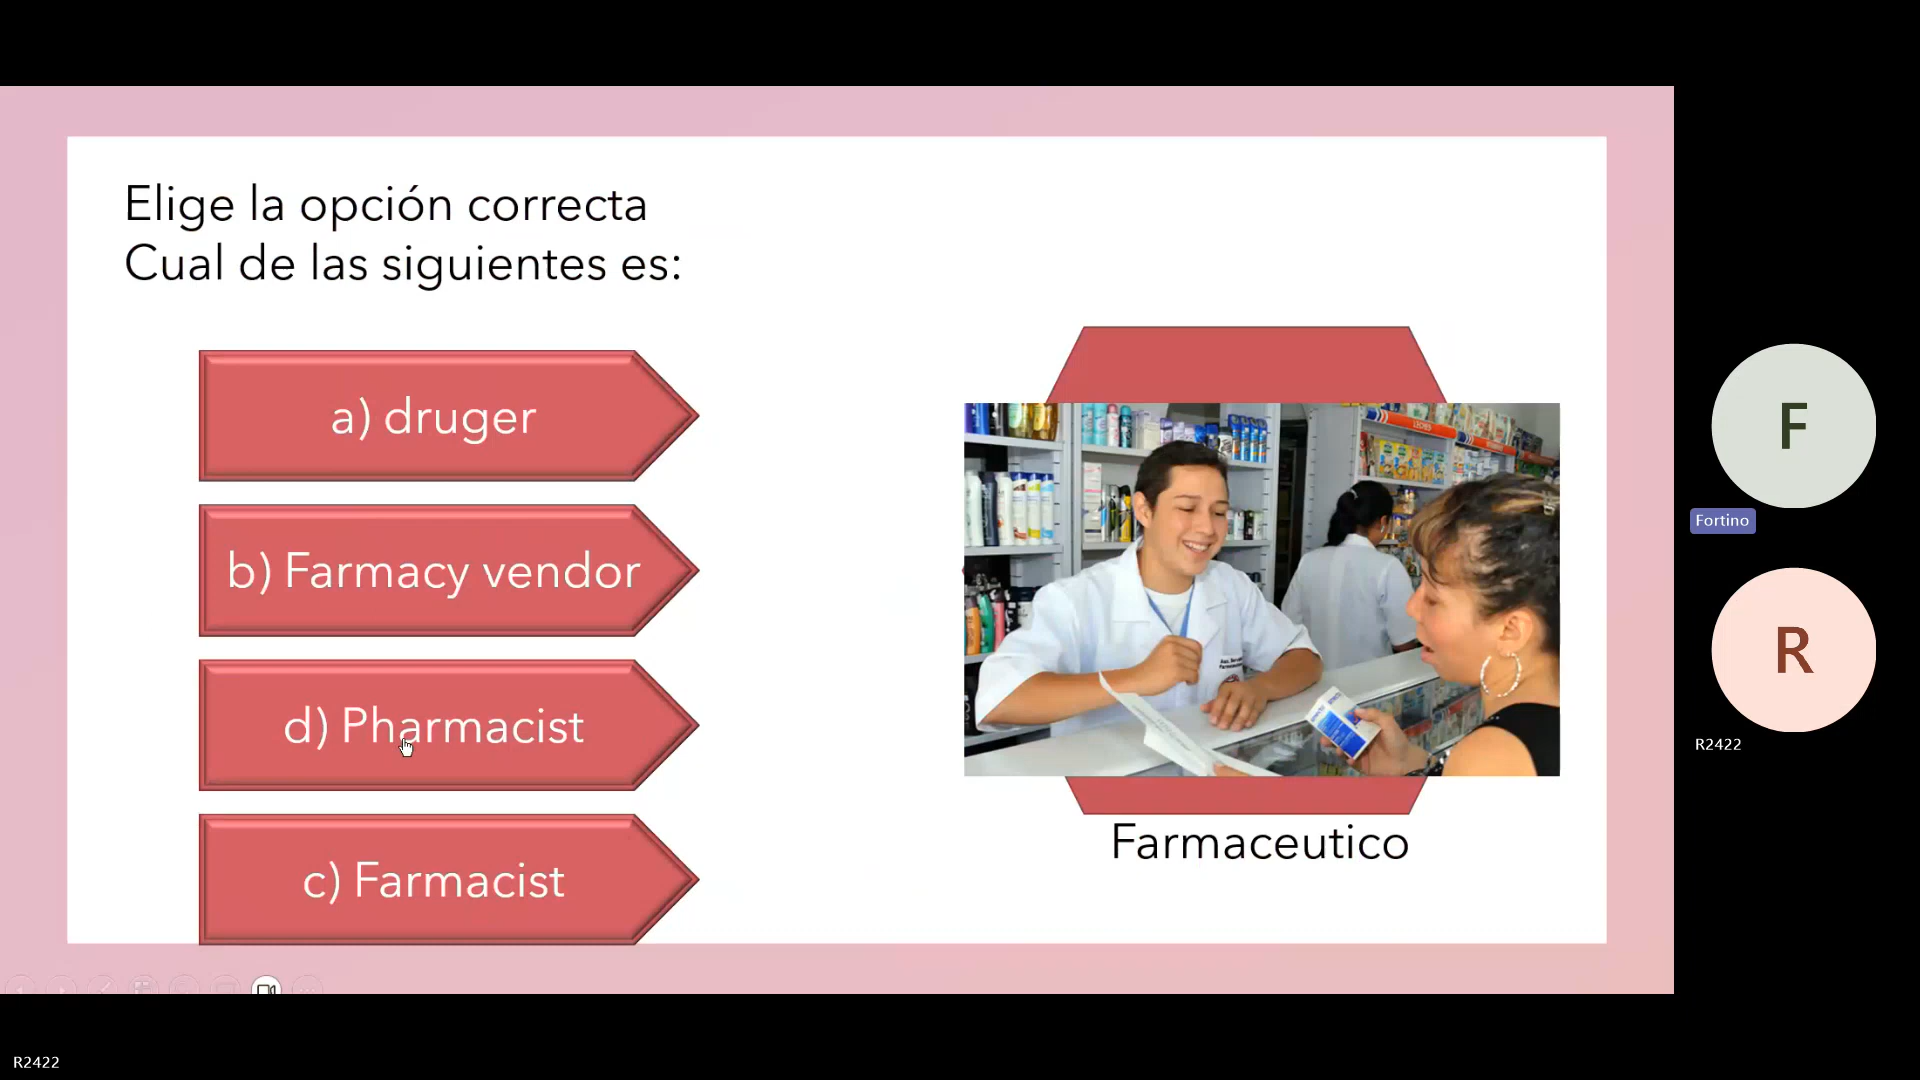 Elige la opción correcta
Cual de las siguientes es:
a) druger
b) Farmacy vendor
d) Pharmacist
c) Farmacist
Farmaceutico
F
Fortino
R
R2422
R2422